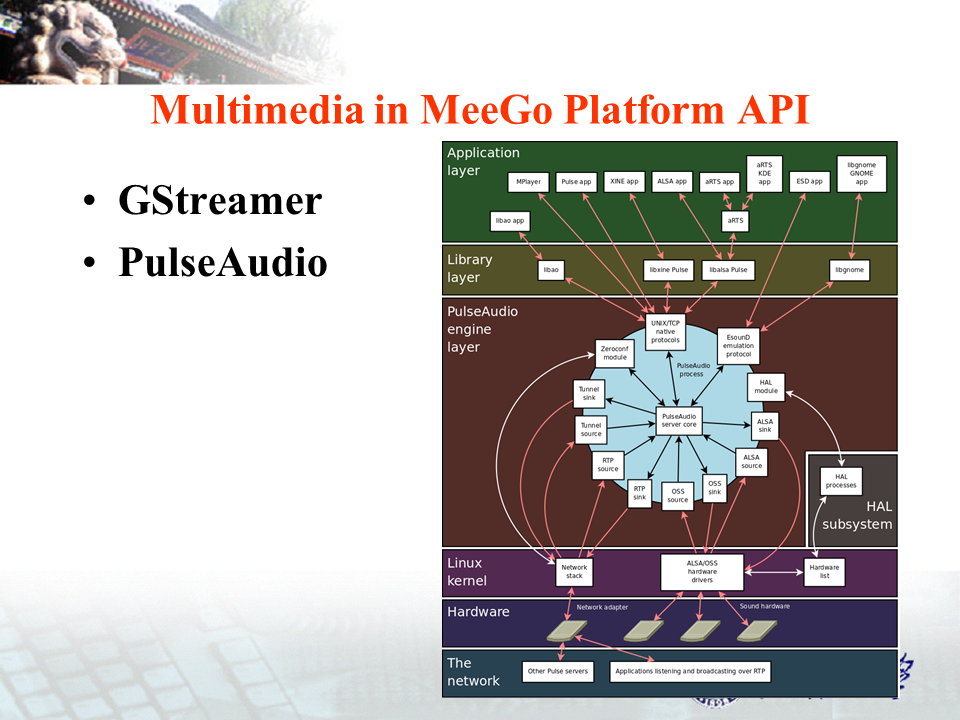 Multimedia in MeeGo Platform API
• GStreamer
• PulseAudio
Application
layer
MPlayer
Pulse app
XINE app
ALSA app
aRTS app
aRTS
KDE
app
ESD app
libgnome
GNOME
app
libao app
aRTS
Library
layer
libao
libxine Pulse
libalsa Pulse
libgnome
PulseAudio
engine
layer
UNIX/TCP
native
protocols
EsounD
emulation
protocol
Zeroconf
module
PulseAudio
process
HAL
module
Tunnel
sink
PulseAudio
server core
ALSA
sink
Tunnel
source
RTP
source
ALSA
source
RTP
sink
OSS
source
OSS
sink
HAL
processes
HAL
subsystem
Linux
kernel
Network
stack
ALSA/OSS
hardware
drivers
Hardware
list
Hardware
Network adapter
Sound hardware
The
network
Other Pulse servers
Applications listening and broadcasting over RTP